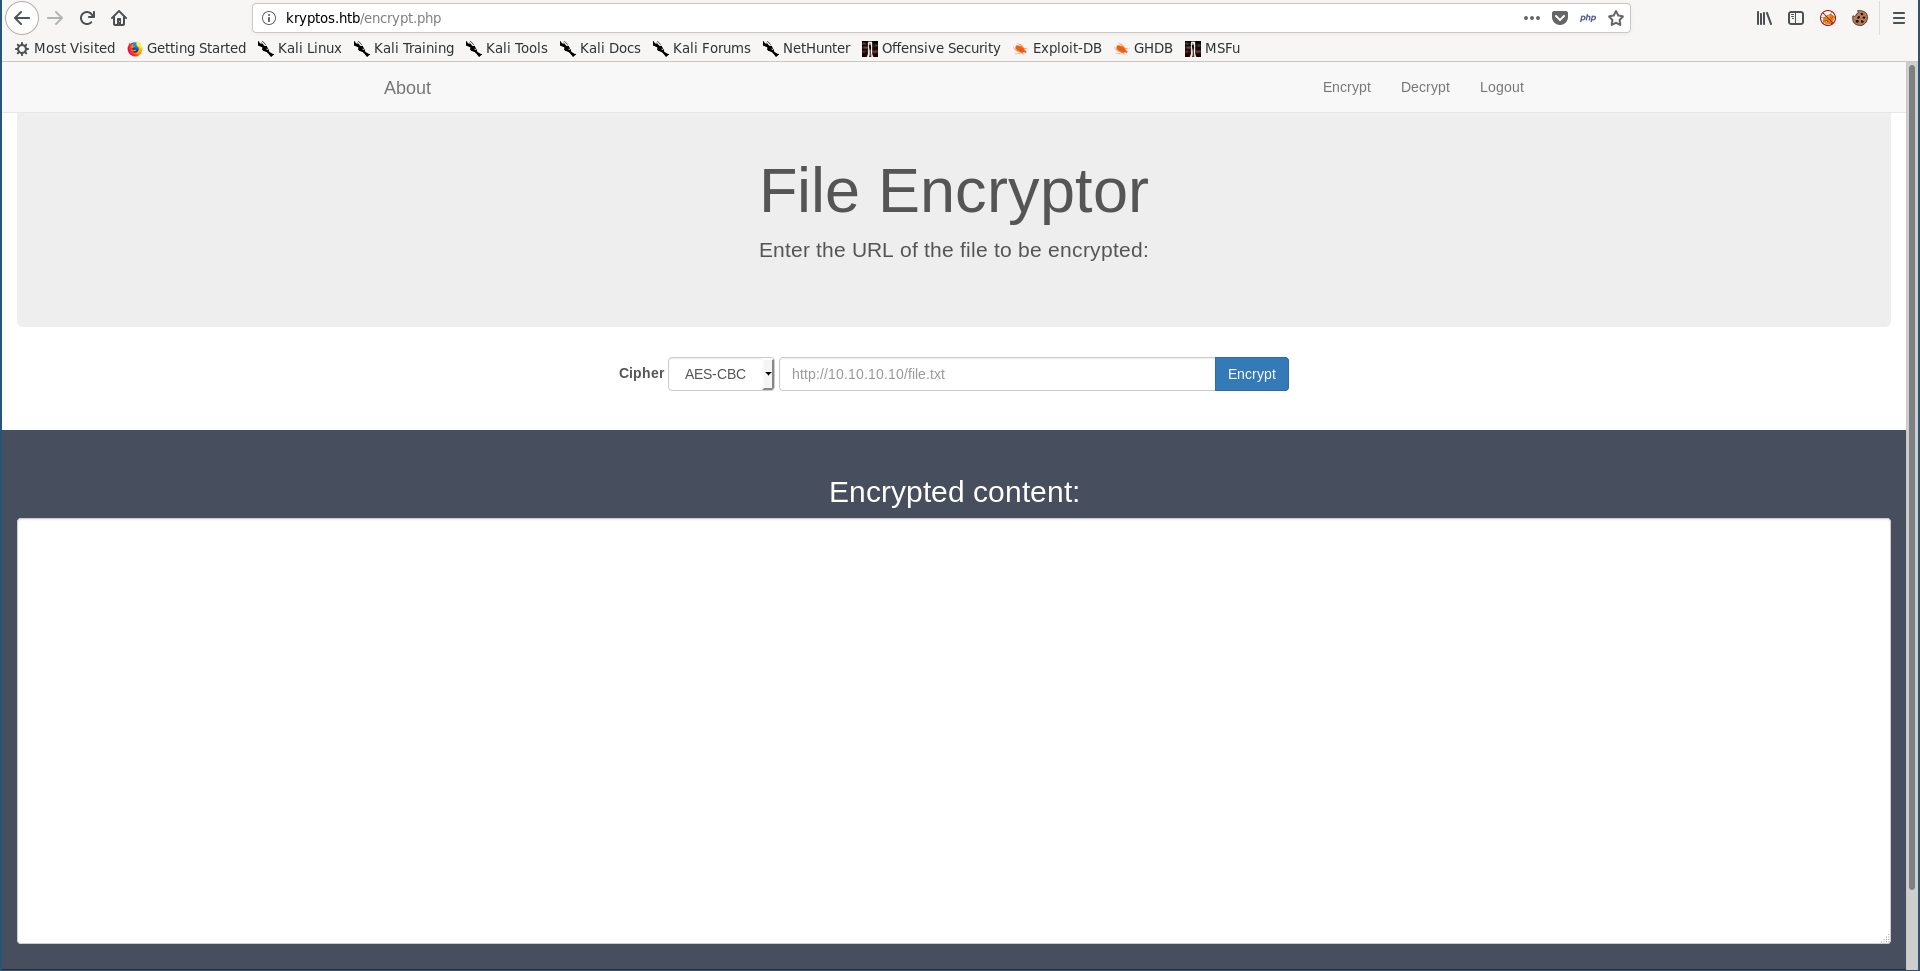 kryptos.htb/encrypt.php php
Most Visited Getting Started Kali Linux Kali Training Kali Tools Kali Docs Kali Forums NetHunter Offensive Security Exploit-DB GHDB MSFu
About Encrypt Decrypt Logout
File Encryptor
Enter the URL of the file to be encrypted:
Cipher AES-CBC http://10.10.10.10/file.txt Encrypt
Encrypted content: